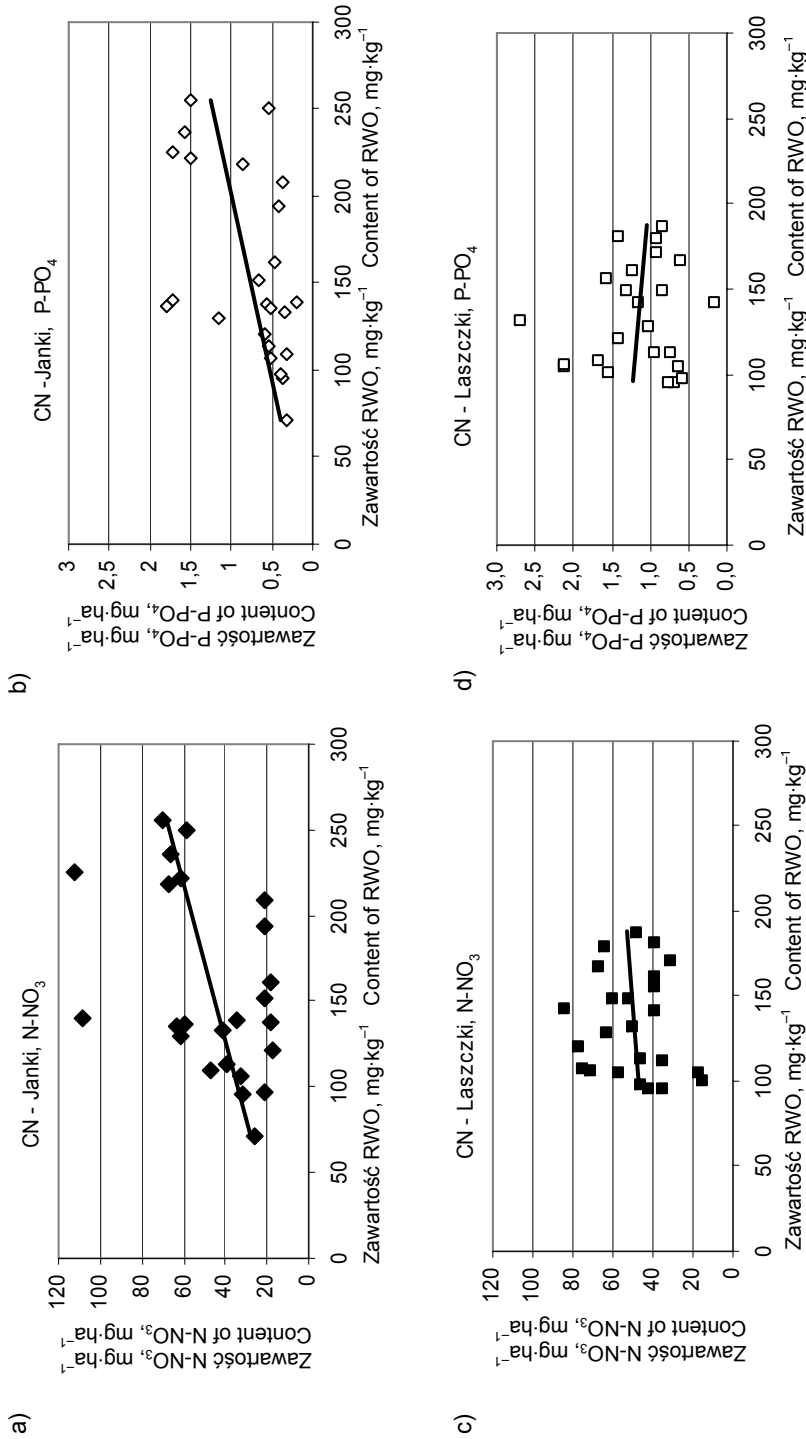 a)
CN - Janki, N-NO₃
Zawartość N-NO₃, mg·ha⁻¹
Content of N-NO₃, mg·ha⁻¹
120
100
80
60
40
20
0
0 50 100 150 200 250 300
Zawartość RWO, mg·kg⁻¹ Content of RWO, mg·kg⁻¹
b)
CN -Janki, P-PO₄
Zawartość P-PO₄, mg·ha⁻¹
Content of P-PO₄, mg·ha⁻¹
3
2,5
2
1,5
1
0,5
0
0 50 100 150 200 250 300
Zawartość RWO, mg·kg⁻¹ Content of RWO, mg·kg⁻¹
c)
CN - Laszczki, N-NO₃
Zawartość N-NO₃, mg·ha⁻¹
Content of N-NO₃, mg·ha⁻¹
120
100
80
60
40
20
0
0 50 100 150 200 250 300
Zawartość RWO, mg·kg⁻¹ Content of RWO, mg·kg⁻¹
d)
CN - Laszczki, P-PO₄
Zawartość P-PO₄, mg·ha⁻¹
Content of P-PO₄, mg·ha⁻¹
3,0
2,5
2,0
1,5
1,0
0,5
0,0
0 50 100 150 200 250 300
Zawartość RWO, mg·kg⁻¹ Content of RWO, mg·kg⁻¹